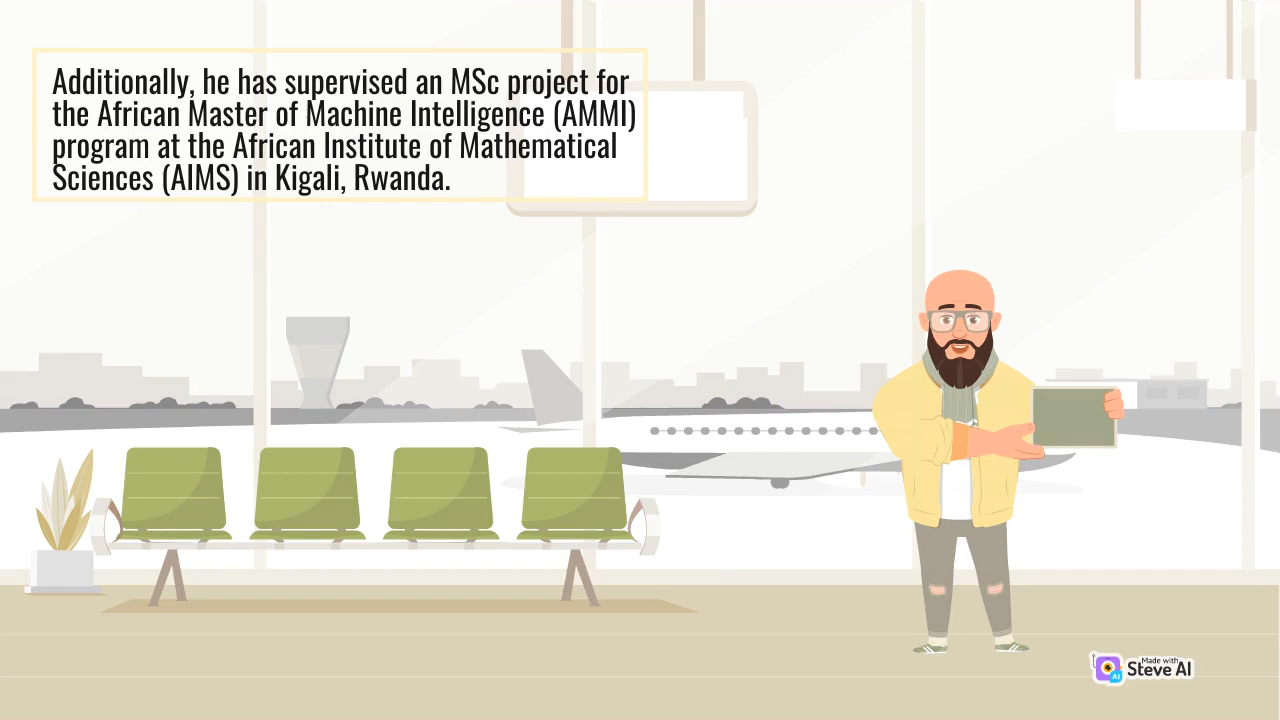 Additionally, he has supervised an MSc project for
the African Master of Machine Intelligence (AMMI)
program at the African Institute of Mathematical
Sciences (AIMS) in Kigali, Rwanda.
Made with
Steve AI
AI